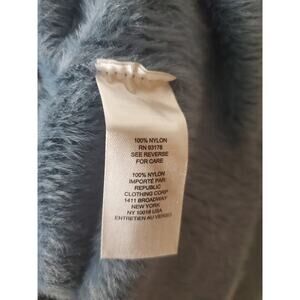 100% NYLON
RN 93178
SEE REVERSE
FOR CARE
100% NYLON
IMPORTÉ PAR:
REPUBLIC
CLOTHING CORP
1411 BROADWAY
NEW YORK
NY 10018 USA
ENTRETIEN AU VERSO